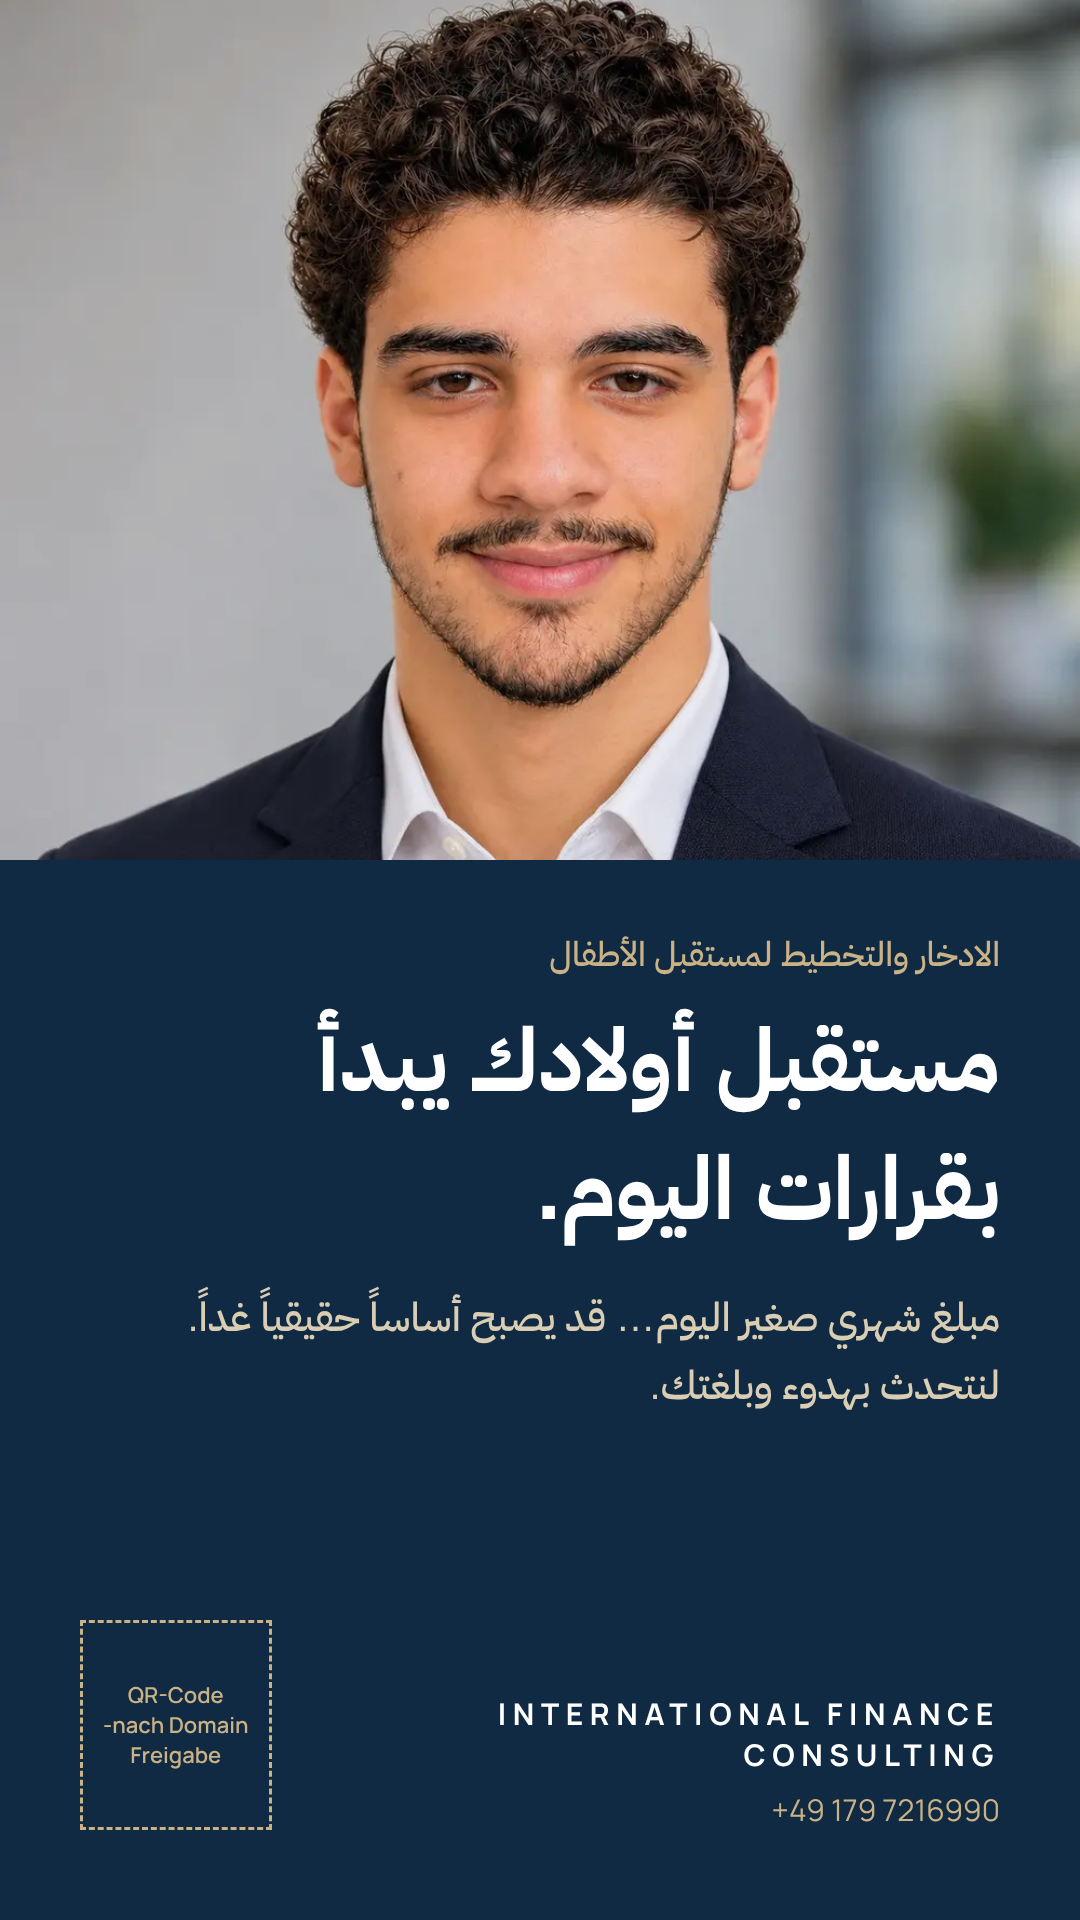 الادخار والتخطيط لمستقبل الأطفال
مستقبل أولادك يبدأ
بقرارات اليوم.
مبلغ شهري صغير اليوم… قد يصبح أساساً حقيقياً غداً.
لنتحدث بهدوء وبلغتك.
QR-Code
-nach Domain
Freigabe
INTERNATIONAL FINANCE
CONSULTING
+49 179 7216990